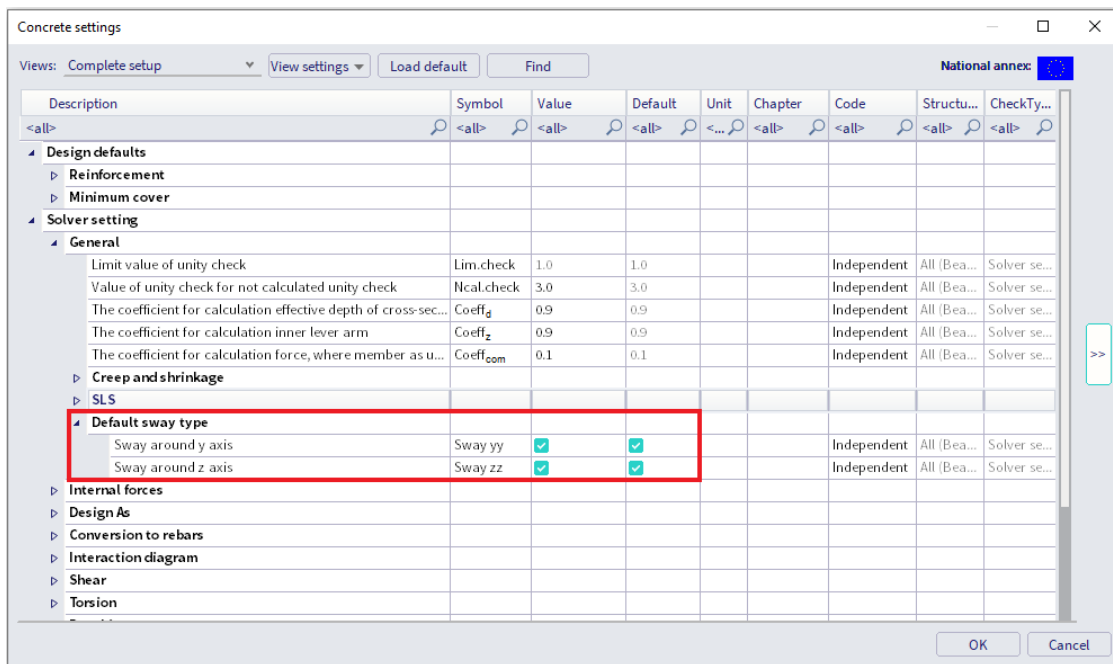 Concrete settings
Views: Complete setup View settings Load default Find National annex:
Description Symbol Value Default Unit Chapter Code Structu... CheckTy...
<all> <all> <all> <all> <... <all> <all> <all> <all>
Design defaults
Reinforcement
Minimum cover
Solver setting
General
Limit value of unity check Lim.check 1.0 1.0 Independent All (Bea... Solver se...
Value of unity check for not calculated unity check Ncal.check 3.0 3.0 Independent All (Bea... Solver se...
The coefficient for calculation effective depth of cross-sec... Coeffd 0.9 0.9 Independent All (Bea... Solver se...
The coefficient for calculation inner lever arm Coeffz 0.9 0.9 Independent All (Bea... Solver se...
The coefficient for calculation force, where member as u... Coeffcom 0.1 0.1 Independent All (Bea... Solver se...
>>
Creep and shrinkage
SLS
Default sway type
Sway around y axis Sway yy Independent All (Bea... Solver se...
Sway around z axis Sway zz Independent All (Bea... Solver se...
Internal forces
Design As
Conversion to rebars
Interaction diagram
Shear
Torsion
OK Cancel